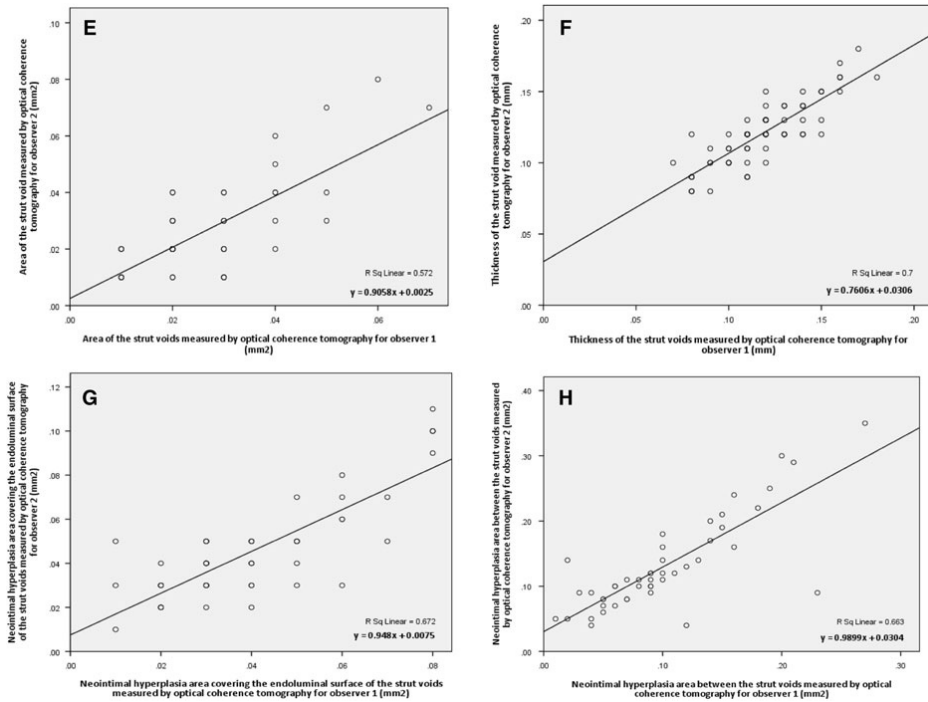 E
Area of the strut void measured by optical coherence
tomography for observer 2 (mm2)
.10
.08
.06
.04
.02
.00
R Sq Linear = 0.572
y = 0.9058x + 0.0025
.00 .02 .04 .06
Area of the strut voids measured by optical coherence tomography for observer 1
(mm2)
F
Thickness of the strut void measured by optical coherence
tomography for observer 2 (mm)
.20
.15
.10
.05
.00
R Sq Linear = 0.7
y = 0.7606x + 0.0306
.00 .05 .10 .15 .20
Thickness of the strut voids measured by optical coherence tomography for
observer 1 (mm)
G
Neointimal hyperplasia area covering the endoluminal surface
of the strut voids measured by optical coherence tomography
for observer 2 (mm2)
.12
.10
.08
.06
.04
.02
.00
R Sq Linear = 0.672
y = 0.948x + 0.0075
.00 .02 .04 .06 .08
Neointimal hyperplasia area covering the endoluminal surface of the strut voids
measured by optical coherence tomography for observer 1 (mm2)
H
Neointimal hyperplasia area between the strut voids measured
by optical coherence tomography for observer 2 (mm2)
.40
.30
.20
.10
.00
R Sq Linear = 0.663
y = 0.9899x + 0.0304
.00 .10 .20 .30
Neointimal hyperplasia area between the strut voids measured by optical
coherence tomography for observer 1 (mm2)